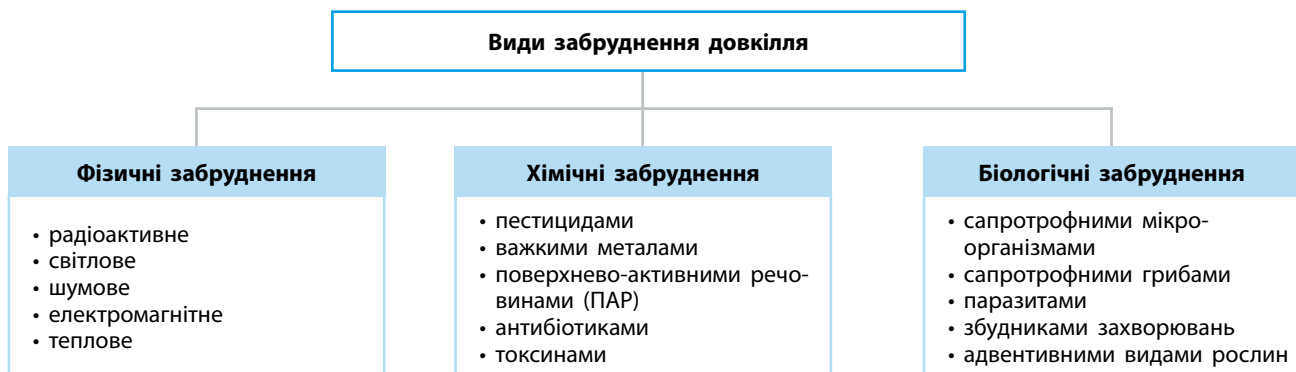 Види забруднення довкілля
Фізичні забруднення
• радіоактивне
• світлове
• шумове
• електромагнітне
• теплове
Хімічні забруднення
• пестицидами
• важкими металами
• поверхнево-активними речо-
винами (ПАР)
• антибіотиками
• токсинами
Біологічні забруднення
• сапротрофними мікро-
організмами
• сапротрофними грибами
• паразитами
• збудниками захворювань
• адвентивними видами рослин